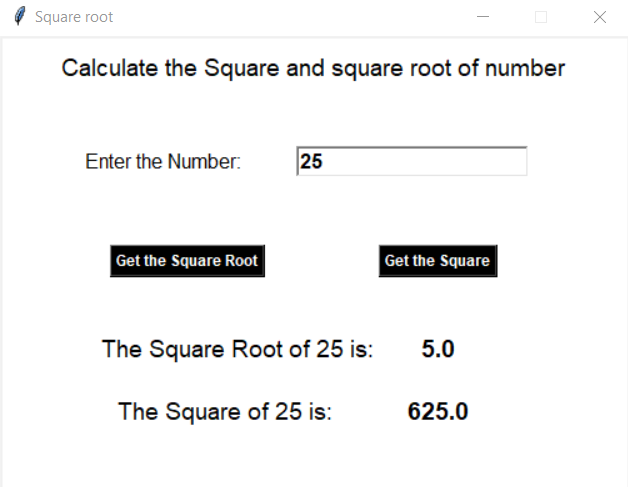 Square root
Calculate the Square and square root of number
Enter the Number: 25
Get the Square Root Get the Square
The Square Root of 25 is: 5.0
The Square of 25 is: 625.0